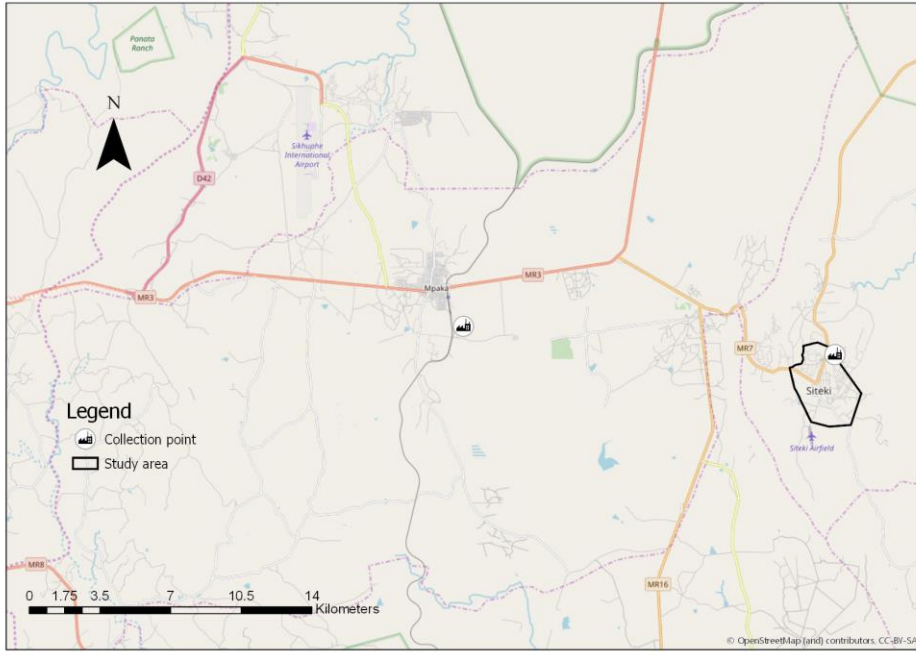 Panata
Ranch
N
Sikhuphe
International
Airport
D42
MR3
Mpaka
MR3
MR7
Siteki
Siteki Airfield
Legend
Collection point
Study area
MR8
MR16
0 1.75 3.5 7 10.5 14
Kilometers
© OpenStreetMap (and) contributors, CC-BY-SA